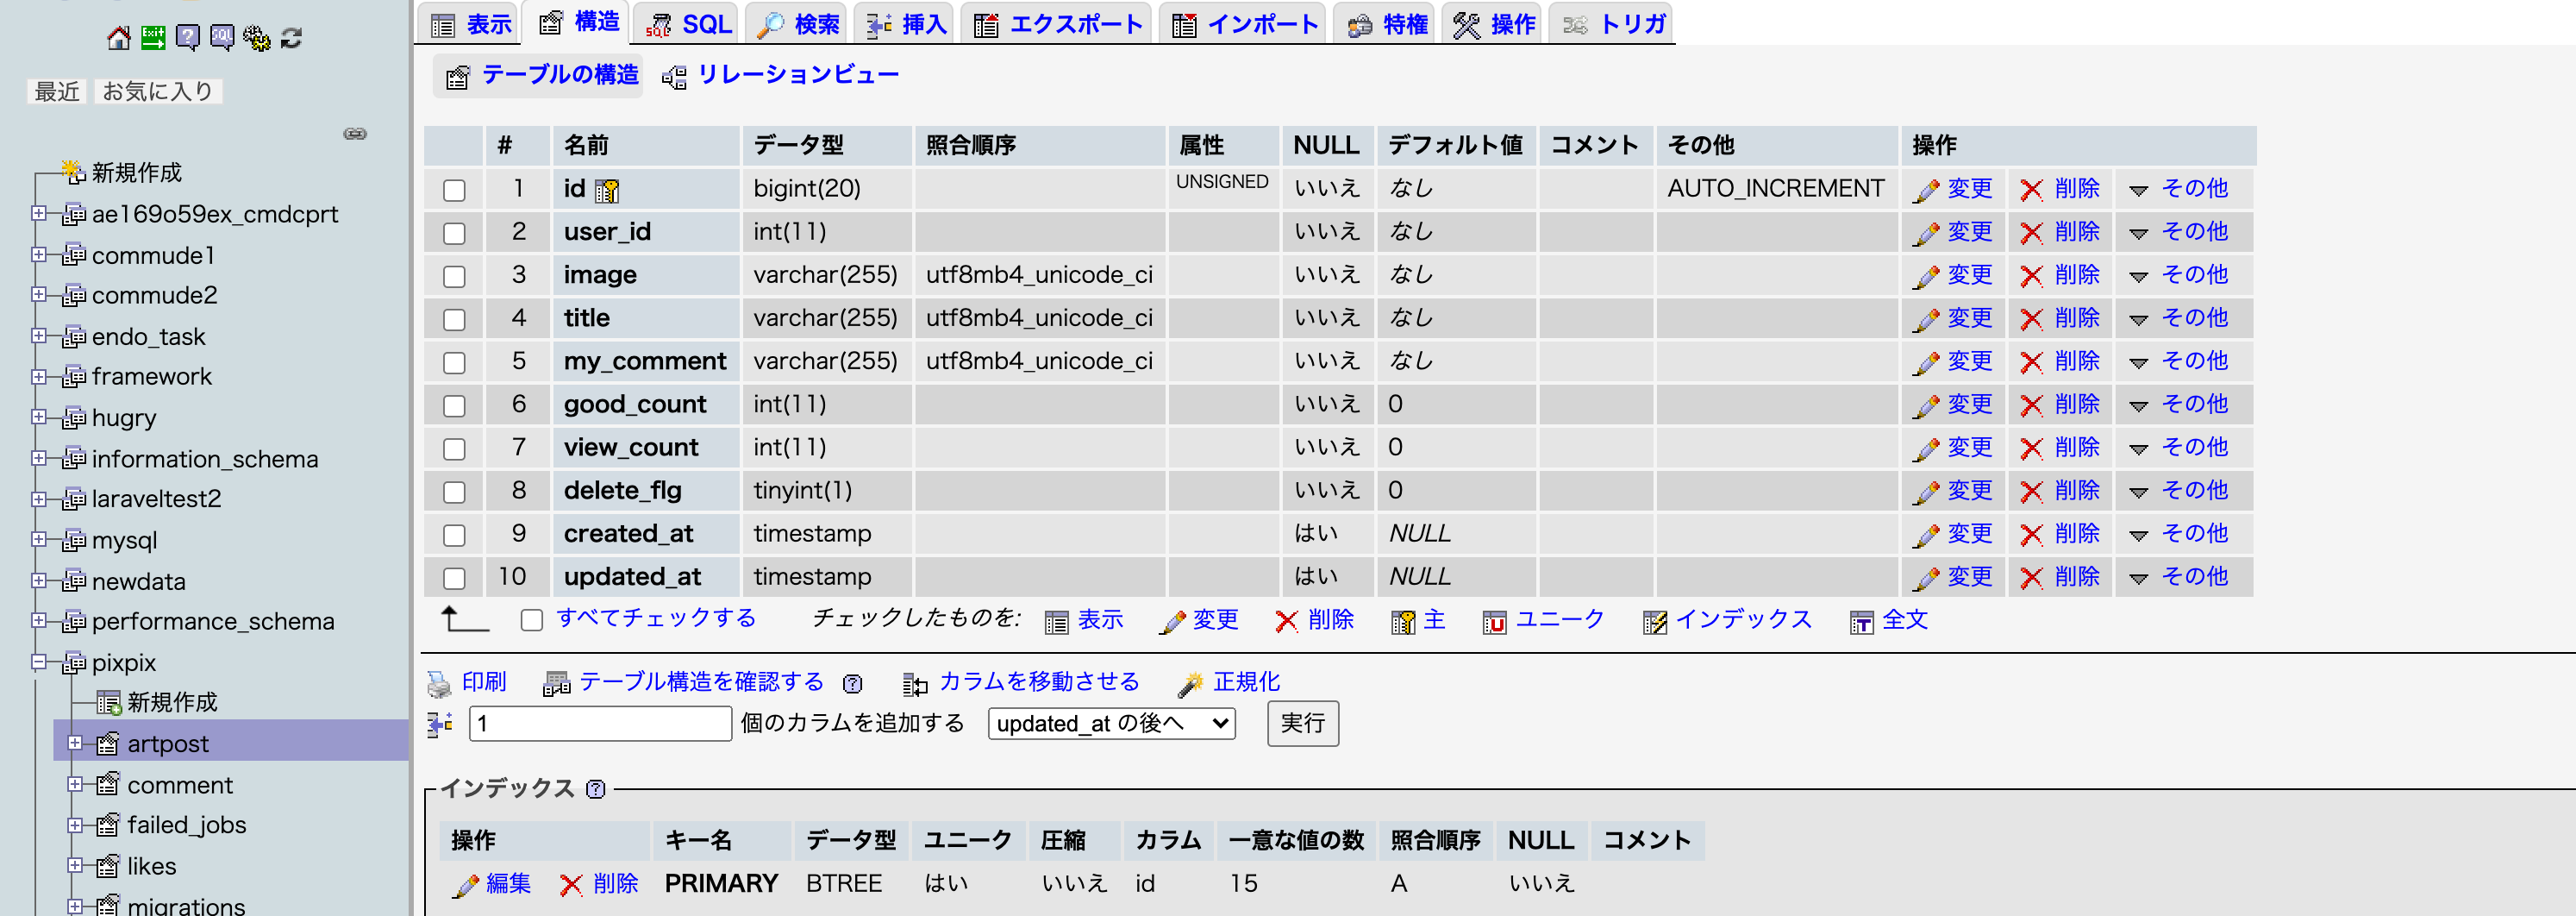 最近 お気に入り
新規作成
ae169o59ex_cmdcprt
commude1
commude2
endo_task
framework
hugry
information_schema
laraveltest2
mysql
newdata
performance_schema
pixpix
新規作成
artpost
comment
failed_jobs
likes
migrations
表示 構造 SQL 検索 挿入 エクスポート インポート 特権 操作 トリガ
テーブルの構造 リレーションビュー
# 名前 データ型 照合順序 属性 NULL デフォルト値 コメント その他 操作
1 id bigint(20) UNSIGNED いいえ なし AUTO_INCREMENT 変更 削除 その他
2 user_id int(11) いいえ なし 変更 削除 その他
3 image varchar(255) utf8mb4_unicode_ci いいえ なし 変更 削除 その他
4 title varchar(255) utf8mb4_unicode_ci いいえ なし 変更 削除 その他
5 my_comment varchar(255) utf8mb4_unicode_ci いいえ なし 変更 削除 その他
6 good_count int(11) いいえ 0 変更 削除 その他
7 view_count int(11) いいえ 0 変更 削除 その他
8 delete_flg tinyint(1) いいえ 0 変更 削除 その他
9 created_at timestamp はい NULL 変更 削除 その他
10 updated_at timestamp はい NULL 変更 削除 その他
すべてチェックする チェックしたものを: 表示 変更 削除 主 ユニーク インデックス 全文
印刷 テーブル構造を確認する カラムを移動させる 正規化
1 個のカラムを追加する updated_at の後へ 実行
インデックス
操作 キー名 データ型 ユニーク 圧縮 カラム 一意な値の数 照合順序 NULL コメント
編集 削除 PRIMARY BTREE はい いいえ id 15 A いいえ